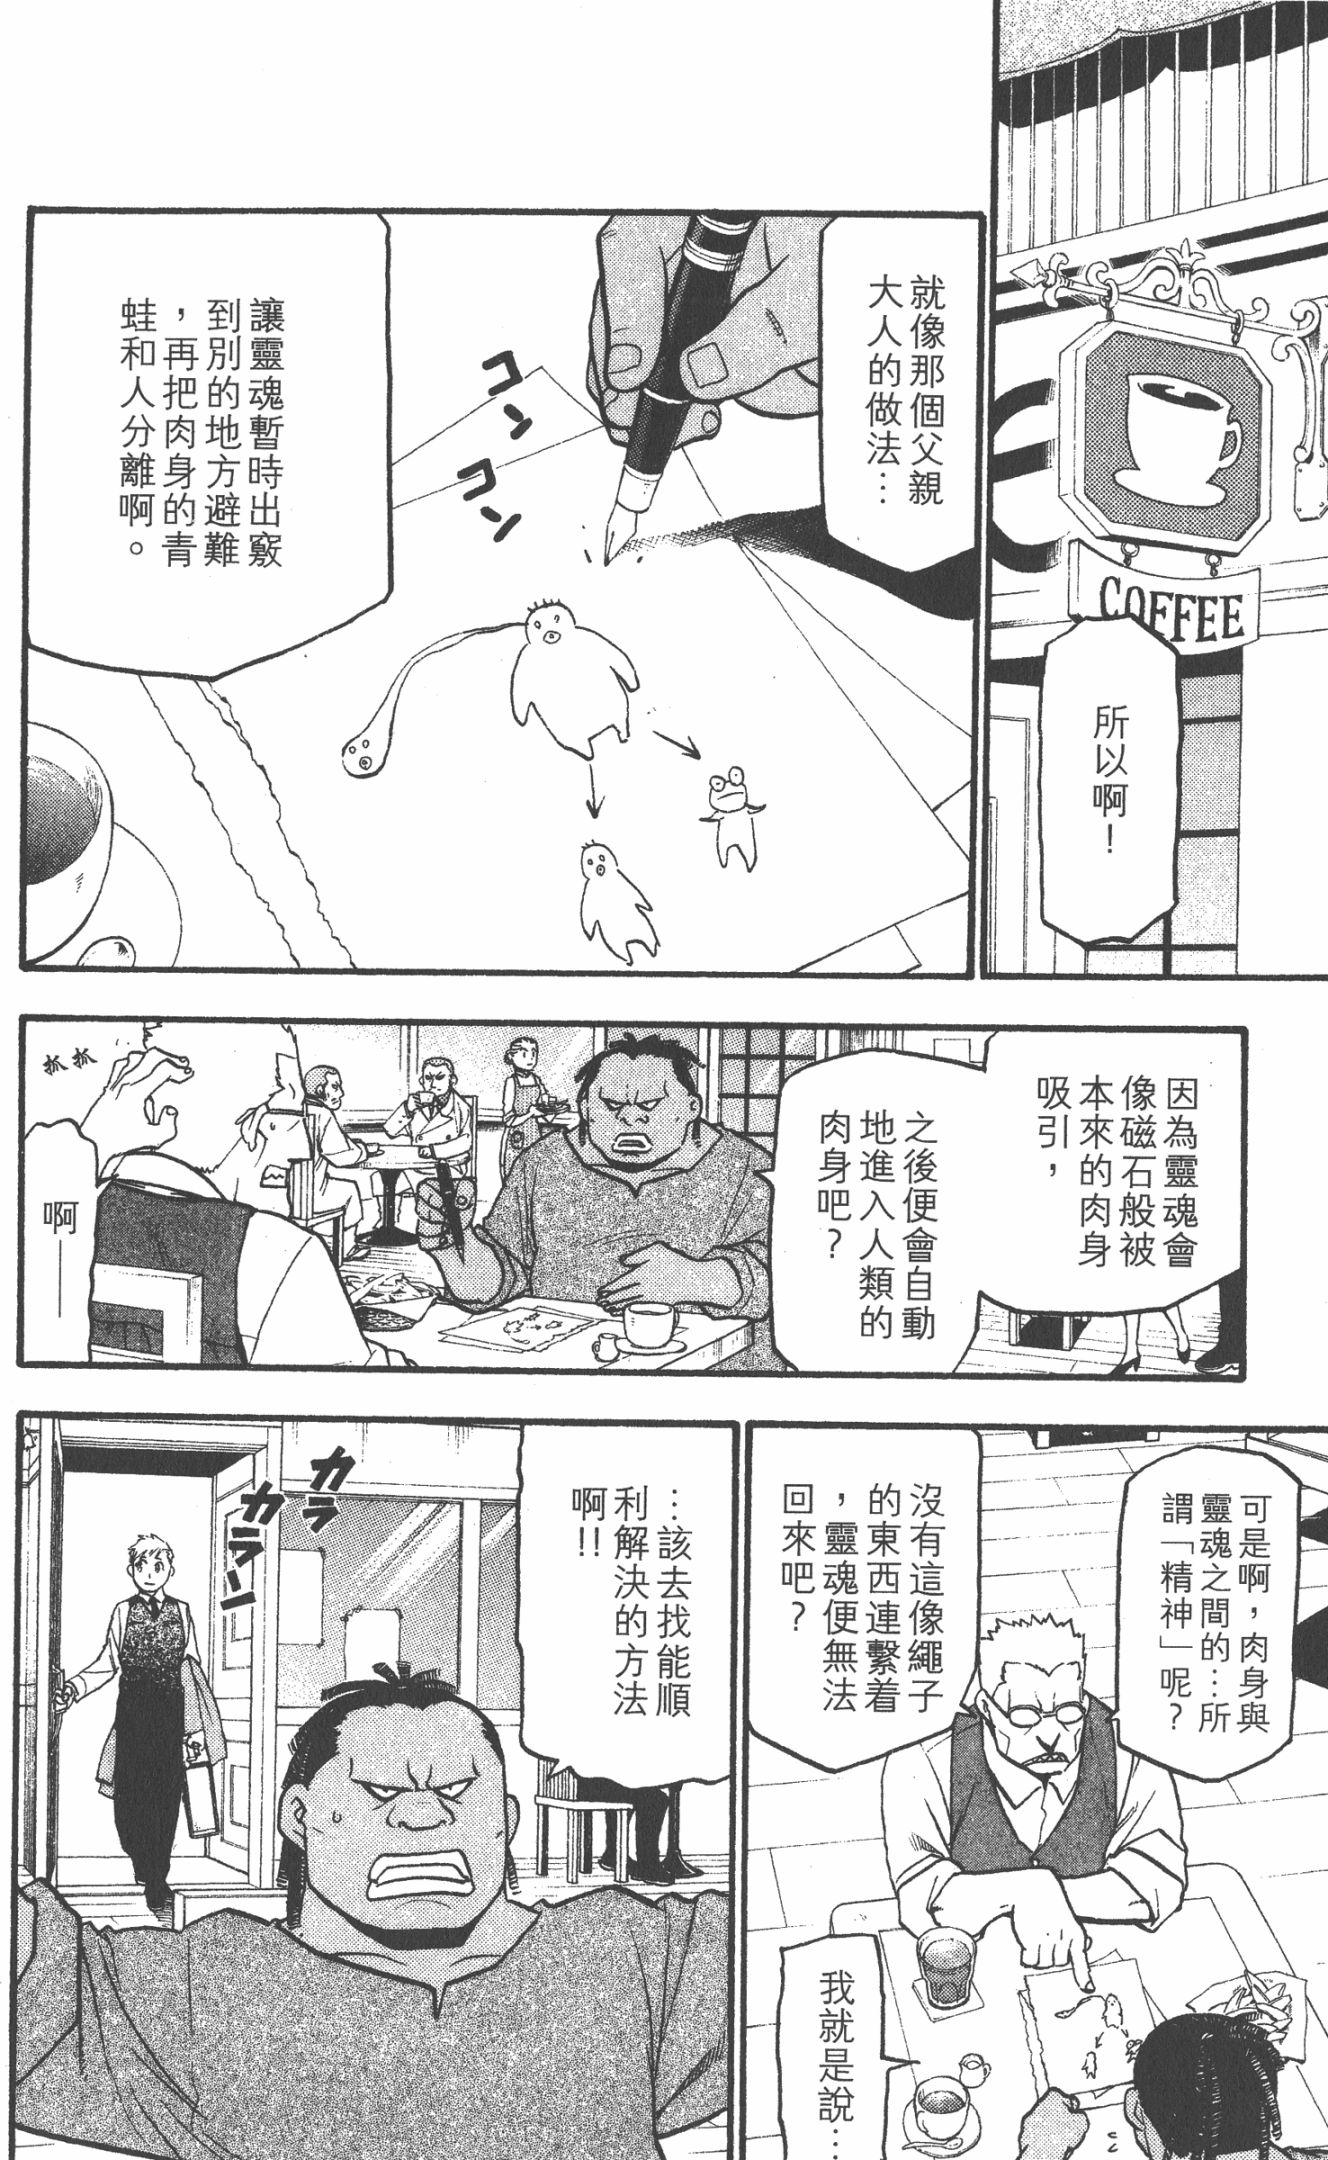 COFFEE
所以啊！
就像那個父親
大人的做法…
コン
コン
讓靈魂暫時出竅
到別的地方避難
，再把肉身的青
蛙和人分離啊。
因為靈魂會
像磁石般被
本來的肉身
吸引，
之後便會自動
地進入人類的
肉身吧？
抓抓
啊——
可是啊，肉身與
靈魂之間的…所
謂「精神」呢？
沒有這像繩子
的東西連繫着
，靈魂便無法
回來吧？
我就是說…
…該去找能順
利解決的方法
啊!!
カラ
カラーン